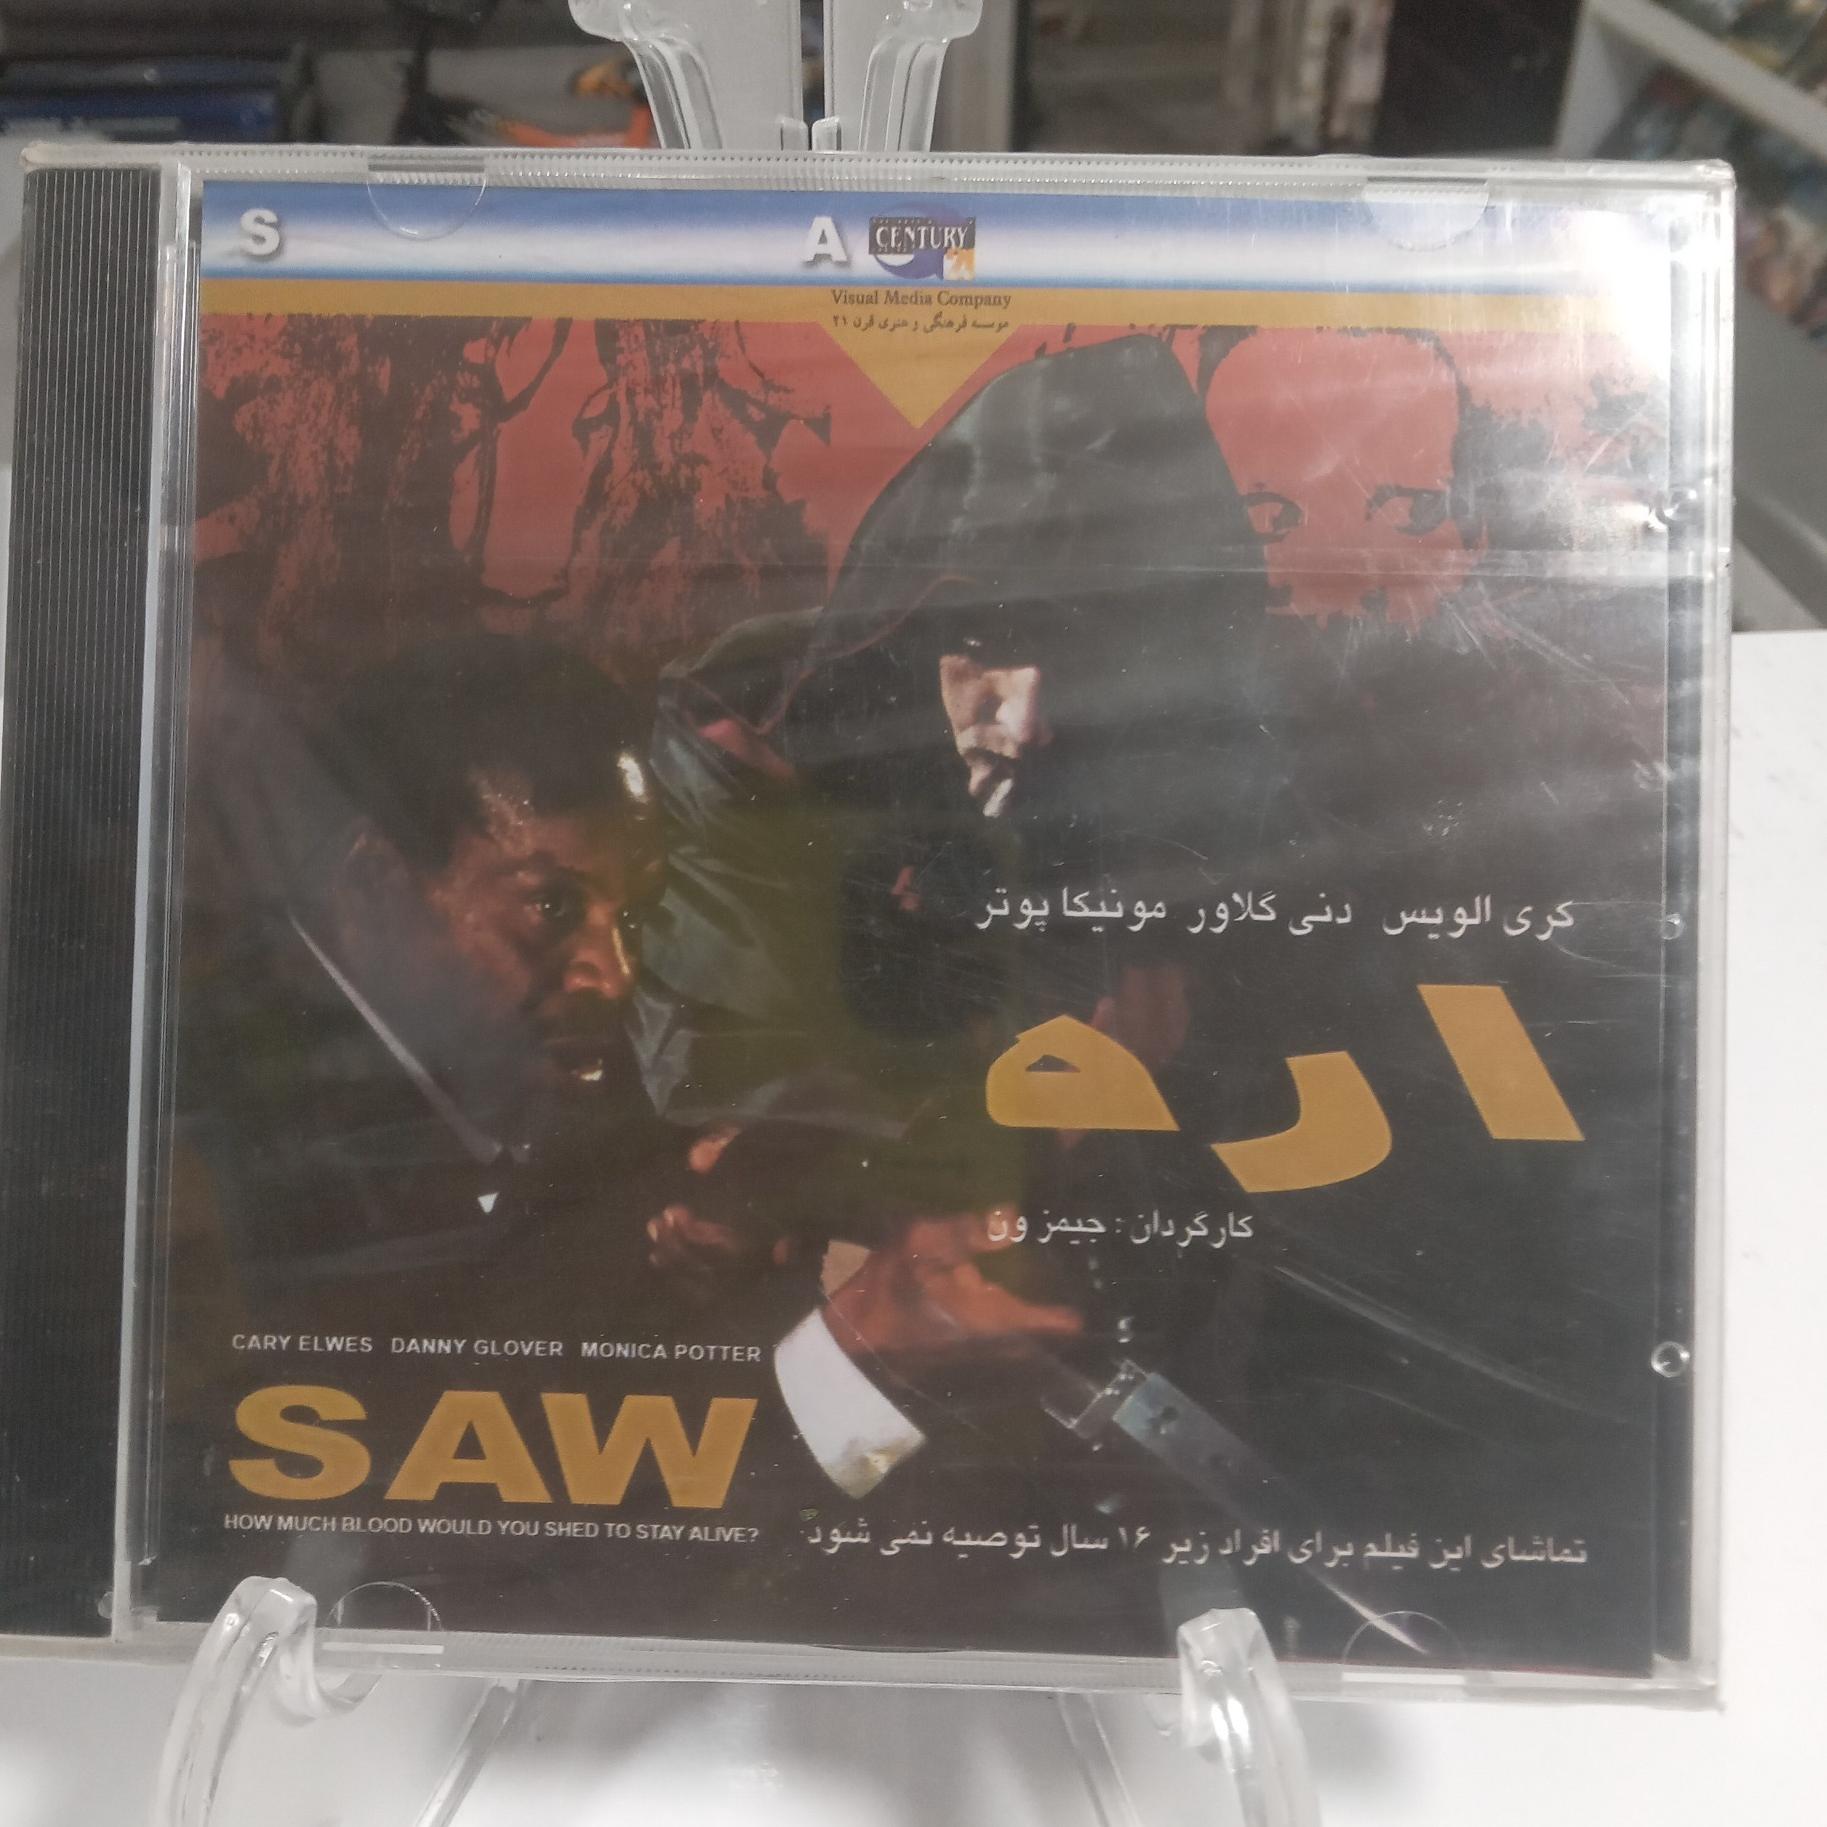 S A
CENTURY
21
Visual Media Company
موسسه فرهنگی و هنری قرن ۲۱
کری الویس دنی گلاور مونیکا پوتر
اره
کارگردان : جیمز ون
CARY ELWES DANNY GLOVER MONICA POTTER
SAW
HOW MUCH BLOOD WOULD YOU SHED TO STAY ALIVE?
تماشای این فیلم برای افراد زیر ۱۶ سال توصیه نمی شود.